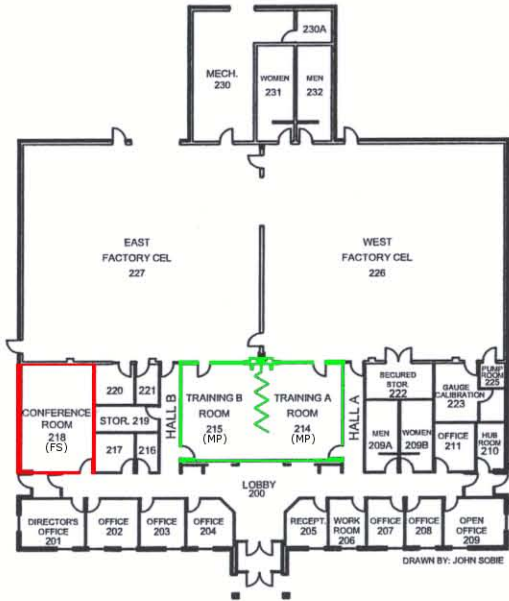 230A
MECH.
230
WOMEN
231
MEN
232
EAST
FACTORY CEL
227
WEST
FACTORY CEL
226
CONFERENCE
ROOM
218
(FS)
220
221
STOR. 219
217
216
HALL B
TRAINING B
ROOM
215
(MP)
TRAINING A
ROOM
214
(MP)
HALL A
SECURED
STOR.
222
MEN
209A
WOMEN
209B
GAUGE
CALIBRATION
223
PUMP
ROOM
225
OFFICE
211
HUB
ROOM
210
LOBBY
200
DIRECTOR'S
OFFICE
201
OFFICE
202
OFFICE
203
OFFICE
204
RECEPT.
205
WORK
ROOM
206
OFFICE
207
OFFICE
208
OPEN
OFFICE
209
DRAWN BY: JOHN SOBIE